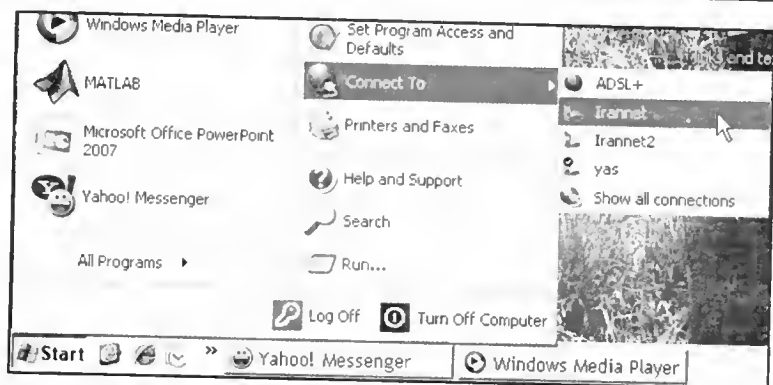 Windows Media Player
MATLAB
Microsoft Office PowerPoint
2007
Yahoo! Messenger
All Programs
Set Program Access and
Defaults
Connect To
Printers and Faxes
Help and Support
Search
Run...
Log Off
Turn Off Computer
and te
ADSL+
Irannet
Irannet2
yas
Show all connections
Start
»
Yahoo! Messenger
Windows Media Player